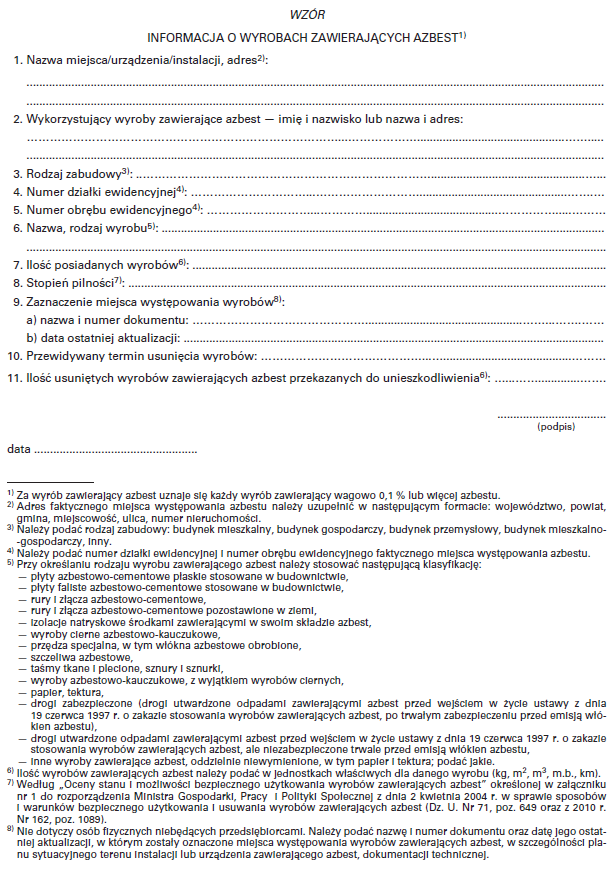 WZÓR
INFORMACJA O WYROBACH ZAWIERAJĄCYCH AZBEST1)
1. Nazwa miejsca/urządzenia/instalacji, adres2):
....................................................................................................
....................................................................................................
2. Wykorzystujący wyroby zawierające azbest — imię i nazwisko lub nazwa i adres:
....................................................................................................
....................................................................................................
3. Rodzaj zabudowy3): ....................................................................................................
4. Numer działki ewidencyjnej4): ....................................................................................................
5. Numer obrębu ewidencyjnego4): ....................................................................................................
6. Nazwa, rodzaj wyrobu5): ....................................................................................................
....................................................................................................
7. Ilość posiadanych wyrobów6): ....................................................................................................
8. Stopień pilności7): ....................................................................................................
9. Zaznaczenie miejsca występowania wyrobów8):
a) nazwa i numer dokumentu: ....................................................................................................
b) data ostatniej aktualizacji: ....................................................................................................
10. Przewidywany termin usunięcia wyrobów: ....................................................................................................
11. Ilość usuniętych wyrobów zawierających azbest przekazanych do unieszkodliwienia6): ..............................
..................................
(podpis)
data ...................................................
1) Za wyrób zawierający azbest uznaje się każdy wyrób zawierający wagowo 0,1 % lub więcej azbestu.
2) Adres faktycznego miejsca występowania azbestu należy uzupełnić w następującym formacie: województwo, powiat,
gmina, miejscowość, ulica, numer nieruchomości.
3) Należy podać rodzaj zabudowy: budynek mieszkalny, budynek gospodarczy, budynek przemysłowy, budynek mieszkalno-
-gospodarczy, inny.
4) Należy podać numer działki ewidencyjnej i numer obrębu ewidencyjnego faktycznego miejsca występowania azbestu.
5) Przy określaniu rodzaju wyrobu zawierającego azbest należy stosować następującą klasyfikację:
— płyty azbestowo-cementowe płaskie stosowane w budownictwie,
— płyty faliste azbestowo-cementowe stosowane w budownictwie,
— rury i złącza azbestowo-cementowe,
— rury i złącza azbestowo-cementowe pozostawione w ziemi,
— izolacje natryskowe środkami zawierającymi w swoim składzie azbest,
— wyroby cierne azbestowo-kauczukowe,
— przędza specjalna, w tym włókna azbestowe obrobione,
— szczeliwa azbestowe,
— taśmy tkane i plecione, sznury i sznurki,
— wyroby azbestowo-kauczukowe, z wyjątkiem wyrobów ciernych,
— papier, tektura,
— drogi zabezpieczone (drogi utwardzone odpadami zawierającymi azbest przed wejściem w życie ustawy z dnia
19 czerwca 1997 r. o zakazie stosowania wyrobów zawierających azbest, po trwałym zabezpieczeniu przed emisją włó-
kien azbestu),
— drogi utwardzone odpadami zawierającymi azbest przed wejściem w życie ustawy z dnia 19 czerwca 1997 r. o zakazie
stosowania wyrobów zawierających azbest, ale niezabezpieczone trwale przed emisją włókien azbestu,
— inne wyroby zawierające azbest, oddzielnie niewymienione, w tym papier i tektura; podać jakie.
6) Ilość wyrobów zawierających azbest należy podać w jednostkach właściwych dla danego wyrobu (kg, m2, m3, m.b., km).
7) Według „Oceny stanu i możliwości bezpiecznego użytkowania wyrobów zawierających azbest” określonej w załączniku
nr 1 do rozporządzenia Ministra Gospodarki, Pracy i Polityki Społecznej z dnia 2 kwietnia 2004 r. w sprawie sposobów
i warunków bezpiecznego użytkowania i usuwania wyrobów zawierających azbest (Dz. U. Nr 71, poz. 649 oraz z 2010 r.
Nr 162, poz. 1089).
8) Nie dotyczy osób fizycznych niebędących przedsiębiorcami. Należy podać nazwę i numer dokumentu oraz datę jego ostat-
niej aktualizacji, w którym zostały oznaczone miejsca występowania wyrobów zawierających azbest, w szczególności pla-
nu sytuacyjnego terenu instalacji lub urządzenia zawierającego azbest, dokumentacji technicznej.